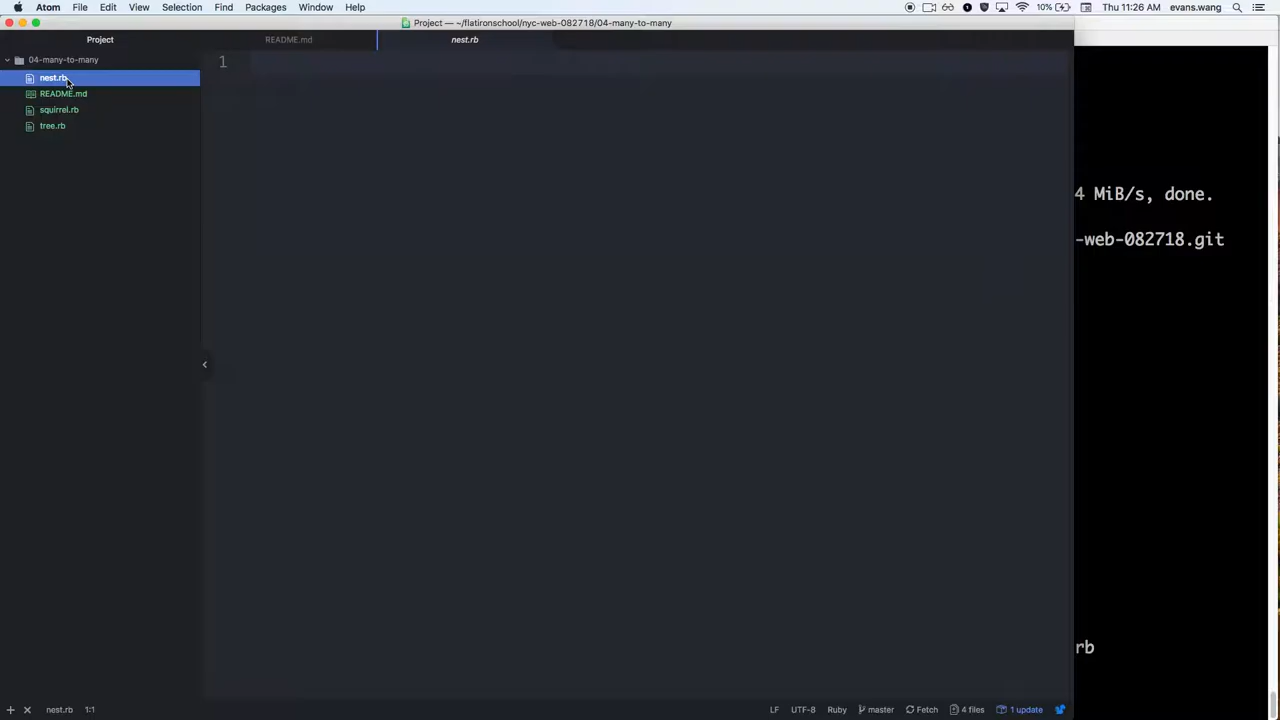 Atom File Edit View Selection Find Packages Window Help 10% Thu 11:26 AM evans.wang
Project — ~/flatironschool/nyc-web-082718/04-many-to-many
Project README.md nest.rb
04-many-to-many
nest.rb
README.md
squirrel.rb
tree.rb
1
4 MiB/s, done.
-web-082718.git
rb
nest.rb 1:1 LF UTF-8 Ruby master Fetch 4 files 1 update